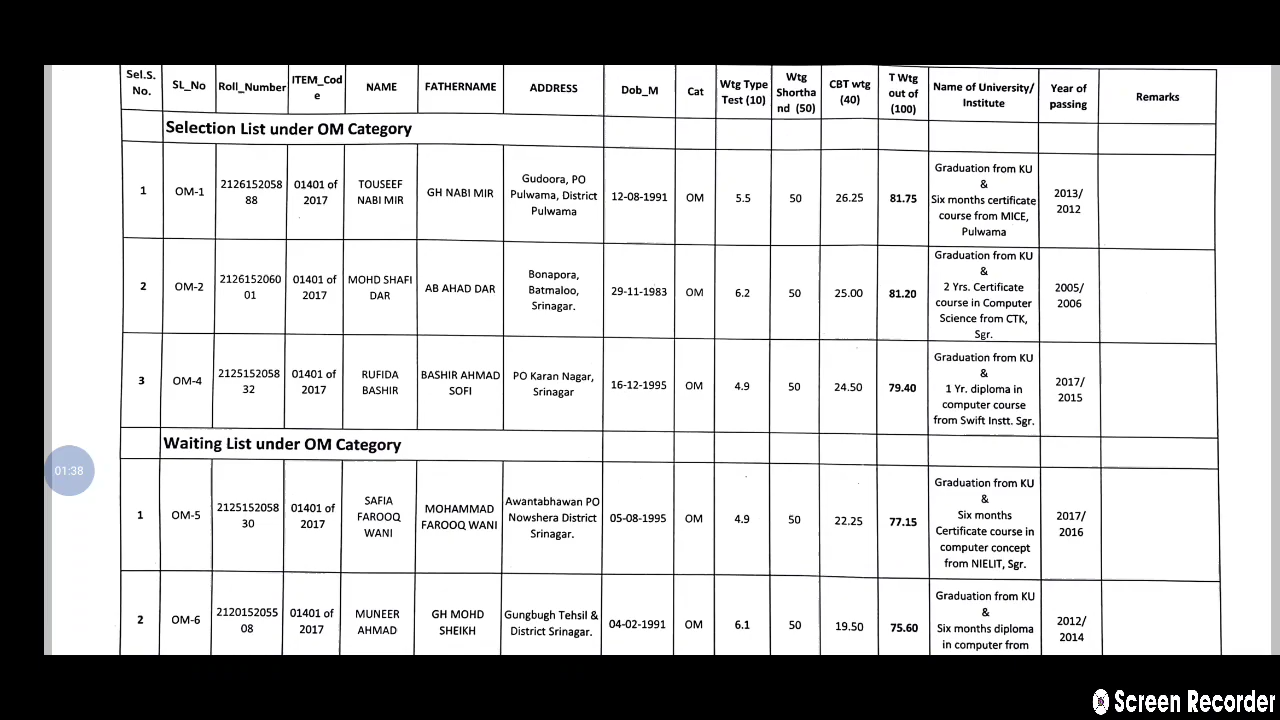 Sel.S. No. SL_No Roll_Number ITEM_Cod e NAME FATHERNAME ADDRESS Dob_M Cat Wtg Type Test (10) Wtg Shortha nd (50) CBT wtg (40) T Wtg out of (100) Name of University/ Institute Year of passing Remarks
Selection List under OM Category
1 OM-1 2126152058 88 01401 of 2017 TOUSEEF NABI MIR GH NABI MIR Gudoora, PO Pulwama, District Pulwama 12-08-1991 OM 5.5 50 26.25 81.75 Graduation from KU & Six months certificate course from MICE, Pulwama 2013/ 2012
2 OM-2 2126152060 01 01401 of 2017 MOHD SHAFI DAR AB AHAD DAR Bonapora, Batmaloo, Srinagar. 29-11-1983 OM 6.2 50 25.00 81.20 Graduation from KU & 2 Yrs. Certificate course in Computer Science from CTK, Sgr. 2005/ 2006
3 OM-4 2125152058 32 01401 of 2017 RUFIDA BASHIR BASHIR AHMAD SOFI PO Karan Nagar, Srinagar 16-12-1995 OM 4.9 50 24.50 79.40 Graduation from KU & 1 Yr. diploma in computer course from Swift Instt. Sgr. 2017/ 2015
Waiting List under OM Category
1 OM-5 2125152058 30 01401 of 2017 SAFIA FAROOQ WANI MOHAMMAD FAROOQ WANI Awantabhawan PO Nowshera District Srinagar. 05-08-1995 OM 4.9 50 22.25 77.15 Graduation from KU & Six months Certificate course in computer concept from NIELIT, Sgr. 2017/ 2016
2 OM-6 2120152055 08 01401 of 2017 MUNEER AHMAD GH MOHD SHEIKH Gungbugh Tehsil & District Srinagar. 04-02-1991 OM 6.1 50 19.50 75.60 Graduation from KU & Six months diploma in computer from 2012/ 2014
01:38
Screen Recorder